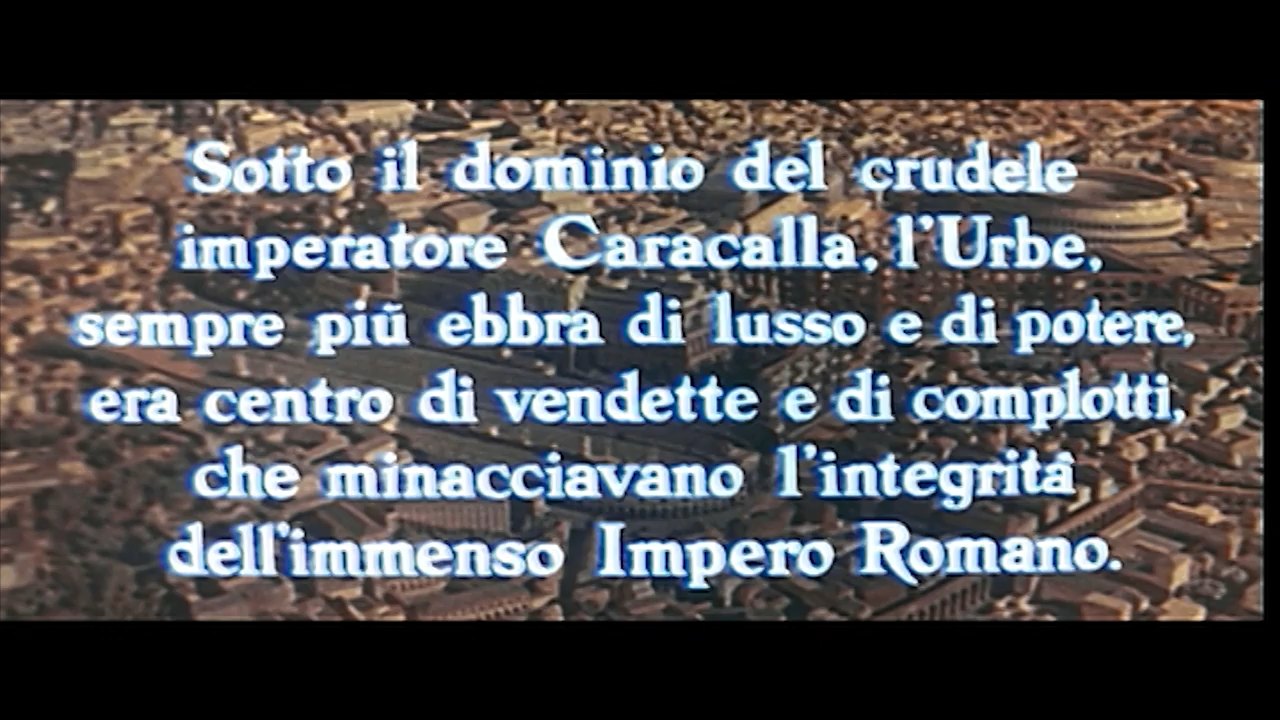 Sotto il dominio del crudele
imperatore Caracalla, l'Urbe,
sempre più ebbra di lusso e di potere,
era centro di vendette e di complotti,
che minacciavano l'integrità
dell'immenso Impero Romano.